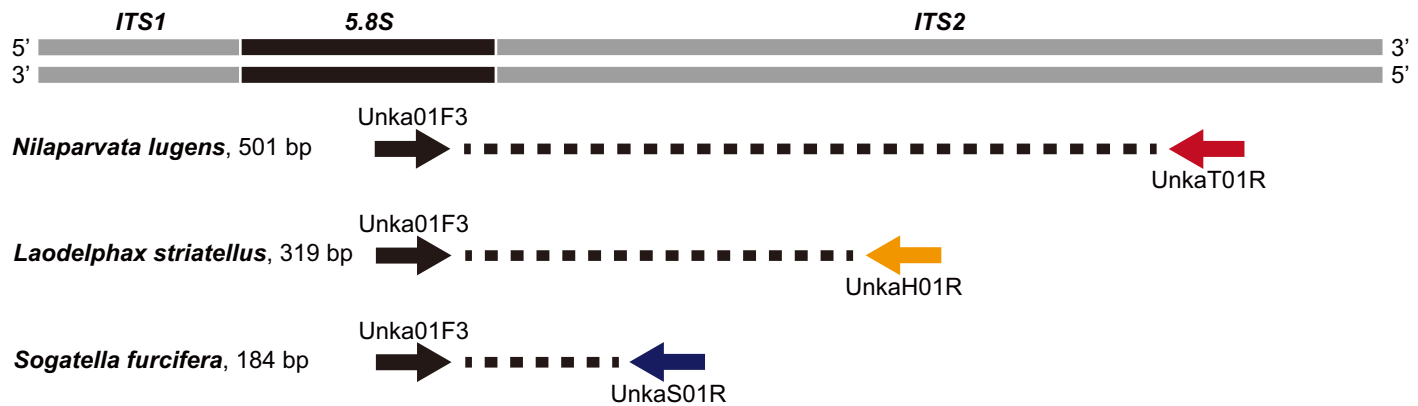 ITS1 5.8S ITS2
5’ 3’
3’ 5’
Unka01F3
Nilaparvata lugens, 501 bp
UnkaT01R
Unka01F3
Laodelphax striatellus, 319 bp
UnkaH01R
Unka01F3
Sogatella furcifera, 184 bp
UnkaS01R